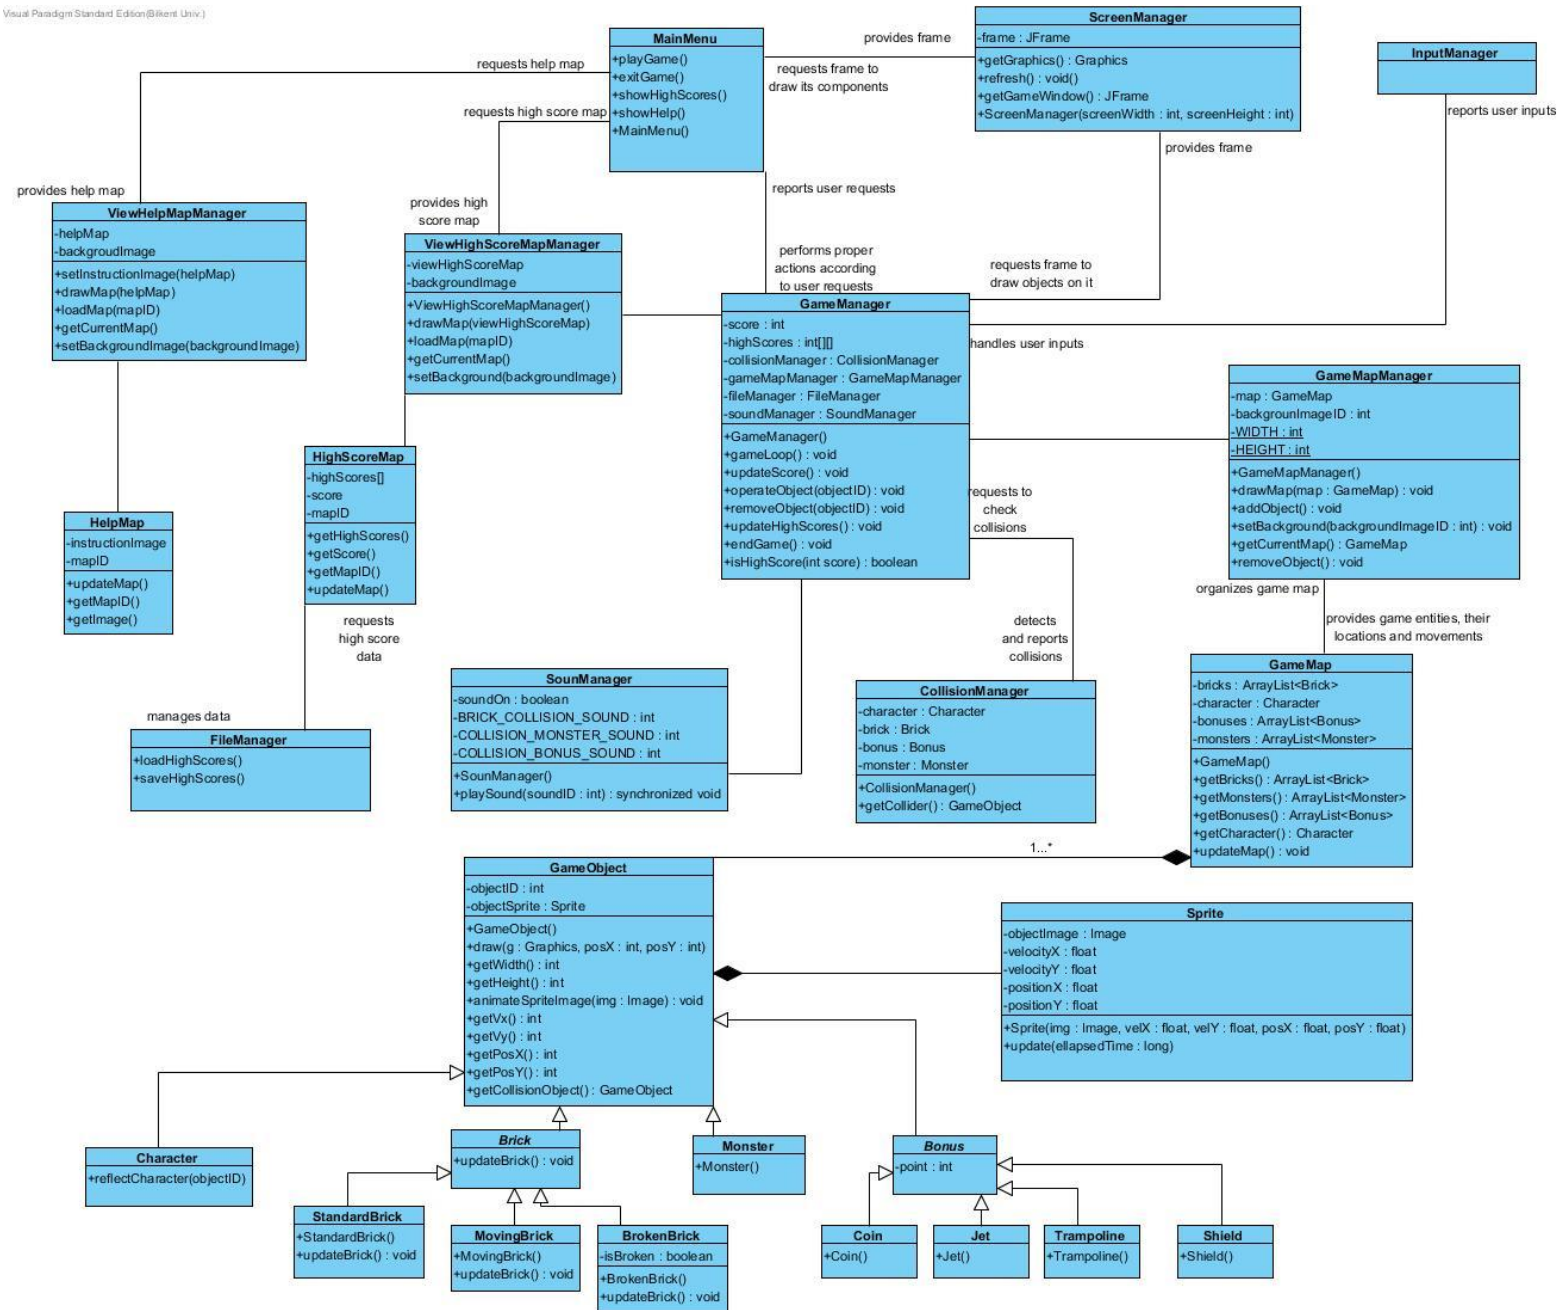 Visual Paradigm Standard Edition(Bilkent Univ.)
MainMenu
+playGame()
+exitGame()
+showHighScores()
+showHelp()
+MainMenu()
provides frame
requests frame to
draw its components
ScreenManager
-frame : JFrame
+getGraphics() : Graphics
+refresh() : void()
+getGameWindow() : JFrame
+ScreenManager(screenWidth : int, screenHeight : int)
InputManager
reports user inputs
requests help map
requests high score map
provides frame
reports user requests
provides help map
provides high
score map
ViewHelpMapManager
-helpMap
-backgroudImage
+setInstructionImage(helpMap)
+drawMap(helpMap)
+loadMap(mapID)
+getCurrentMap()
+setBackgroundImage(backgroundImage)
ViewHighScoreMapManager
-viewHighScoreMap
-backgroundImage
+ViewHighScoreMapManager()
+drawMap(viewHighScoreMap)
+loadMap(mapID)
+getCurrentMap()
+setBackground(backgroundImage)
performs proper
actions according
to user requests
requests frame to
draw objects on it
GameManager
-score : int
-highScores : int[][]
-collisionManager : CollisionManager
-gameMapManager : GameMapManager
-fileManager : FileManager
-soundManager : SoundManager
+GameManager()
+gameLoop() : void
+updateScore() : void
+operateObject(objectID) : void
+removeObject(objectID) : void
+updateHighScores() : void
+endGame() : void
+isHighScore(int score) : boolean
handles user inputs
GameMapManager
-map : GameMap
-backgrounImageID : int
-WIDTH : int
-HEIGHT : int
+GameMapManager()
+drawMap(map : GameMap) : void
+addObject() : void
+setBackground(backgroundImageID : int) : void
+getCurrentMap() : GameMap
+removeObject() : void
HighScoreMap
-highScores[]
-score
-mapID
+getHighScores()
+getScore()
+getMapID()
+updateMap()
HelpMap
-instructionImage
-mapID
+updateMap()
+getMapID()
+getImage()
requests to
check
collisions
organizes game map
provides game entities, their
locations and movements
requests
high score
data
detects
and reports
collisions
manages data
FileManager
+loadHighScores()
+saveHighScores()
SounManager
-soundOn : boolean
-BRICK_COLLISION_SOUND : int
-COLLISION_MONSTER_SOUND : int
-COLLISION_BONUS_SOUND : int
+SounManager()
+playSound(soundID : int) : synchronized void
CollisionManager
-character : Character
-brick : Brick
-bonus : Bonus
-monster : Monster
+CollisionManager()
+getCollider() : GameObject
GameMap
-bricks : ArrayList<Brick>
-character : Character
-bonuses : ArrayList<Bonus>
-monsters : ArrayList<Monster>
+GameMap()
+getBricks() : ArrayList<Brick>
+getMonsters() : ArrayList<Monster>
+getBonuses() : ArrayList<Bonus>
+getCharacter() : Character
+updateMap() : void
1...*
GameObject
-objectID : int
-objectSprite : Sprite
+GameObject()
+draw(g : Graphics, posX : int, posY : int)
+getWidth() : int
+getHeight() : int
+animateSpriteImage(img : Image) : void
+getVx() : int
+getVy() : int
+getPosX() : int
+getPosY() : int
+getCollisionObject() : GameObject
Sprite
-objectImage : Image
-velocityX : float
-velocityY : float
-positionX : float
-positionY : float
+Sprite(img : Image, velX : float, velY : float, posX : float, posY : float)
+update(ellapsedTime : long)
Character
+reflectCharacter(objectID)
Brick
+updateBrick() : void
Monster
+Monster()
Bonus
-point : int
StandardBrick
+StandardBrick()
+updateBrick() : void
MovingBrick
+MovingBrick()
+updateBrick() : void
BrokenBrick
-isBroken : boolean
+BrokenBrick()
+updateBrick() : void
Coin
+Coin()
Jet
+Jet()
Trampoline
+Trampoline()
Shield
+Shield()